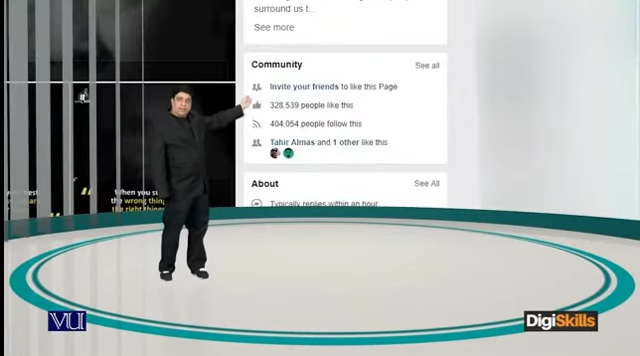 surround us t...
See more
Community
See all
Invite your friends to like this Page
328,539 people like this
404,054 people follow this
Tahir Almas and 1 other like this
About
See All
Typically replies within an hour
When you s
the wrong thing
the right thing
VU
DigiSkills